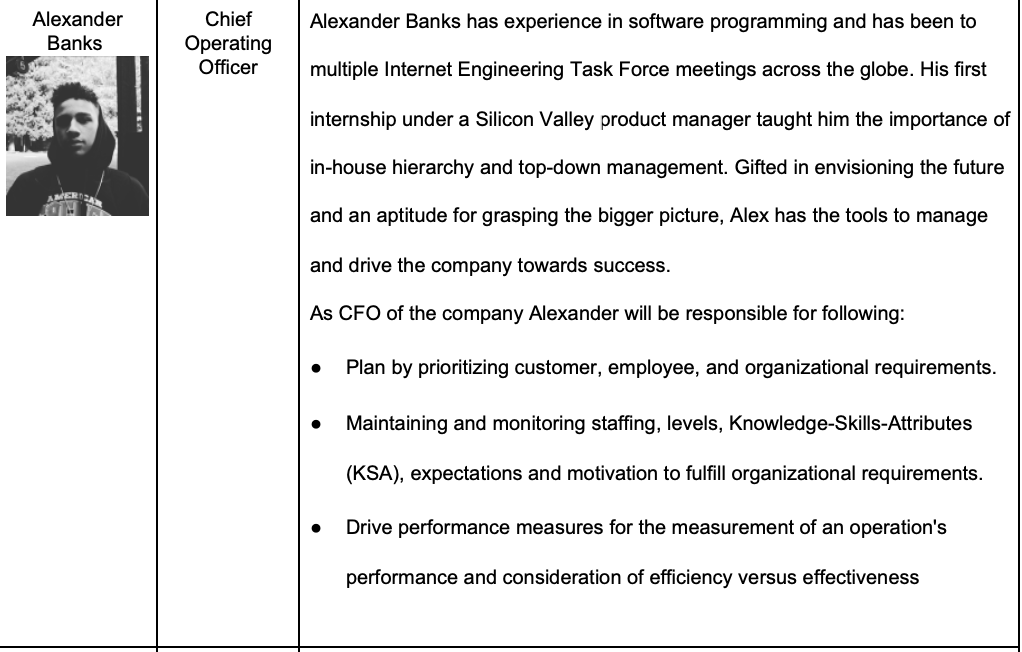 Alexander
Banks
Chief
Operating
Officer
Alexander Banks has experience in software programming and has been to
multiple Internet Engineering Task Force meetings across the globe. His first
internship under a Silicon Valley product manager taught him the importance of
in-house hierarchy and top-down management. Gifted in envisioning the future
and an aptitude for grasping the bigger picture, Alex has the tools to manage
and drive the company towards success.
As CFO of the company Alexander will be responsible for following:
● Plan by prioritizing customer, employee, and organizational requirements.
● Maintaining and monitoring staffing, levels, Knowledge-Skills-Attributes
(KSA), expectations and motivation to fulfill organizational requirements.
● Drive performance measures for the measurement of an operation's
performance and consideration of efficiency versus effectiveness
AMERICAN